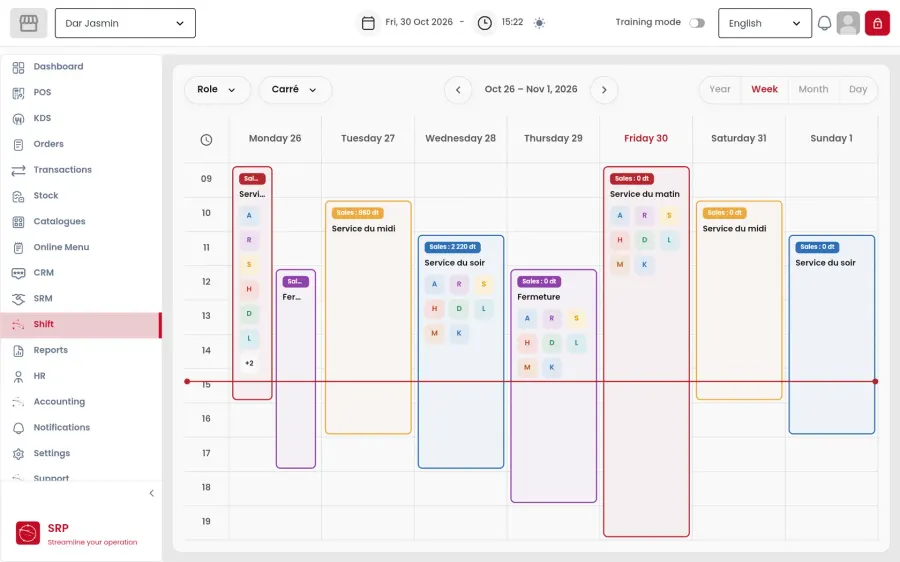 Dar Jasmin
Fri, 30 Oct 2026 - 15:22
Training mode
English
Dashboard
POS
KDS
Orders
Transactions
Stock
Catalogues
Online Menu
CRM
SRM
Shift
Reports
HR
Accounting
Notifications
Settings
Support
SRP
Streamline your operation
Role
Carré
Oct 26 – Nov 1, 2026
Year Week Month Day
Monday 26 Tuesday 27 Wednesday 28 Thursday 29 Friday 30 Saturday 31 Sunday 1
09
10
11
12
13
14
15
16
17
18
19
Sal...
Servi...
A
R
S
H
D
L
+2
Sal...
Fer...
Sales : 960 dt
Service du midi
Sales : 2 220 dt
Service du soir
A R S
H D L
M K
Sales : 0 dt
Fermeture
A R S
H D L
M K
Sales : 0 dt
Service du matin
A R S
H D L
M K
Sales : 0 dt
Service du midi
Sales : 0 dt
Service du soir